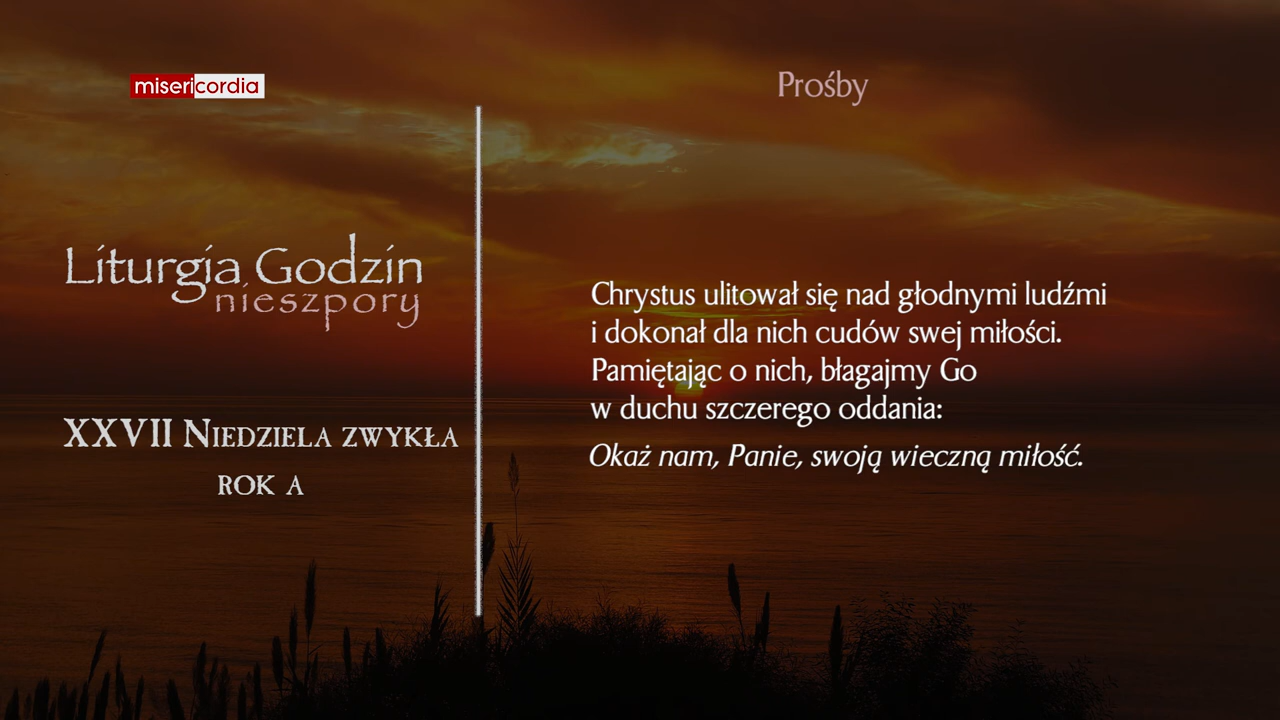 misericordia
Prośby
Liturgia Godzin
nieszpory
XXVII Niedziela zwykła
rok a
Chrystus ulitował się nad głodnymi ludźmi
i dokonał dla nich cudów swej miłości.
Pamiętając o nich, błagajmy Go
w duchu szczerego oddania:
Okaż nam, Panie, swoją wieczną miłość.